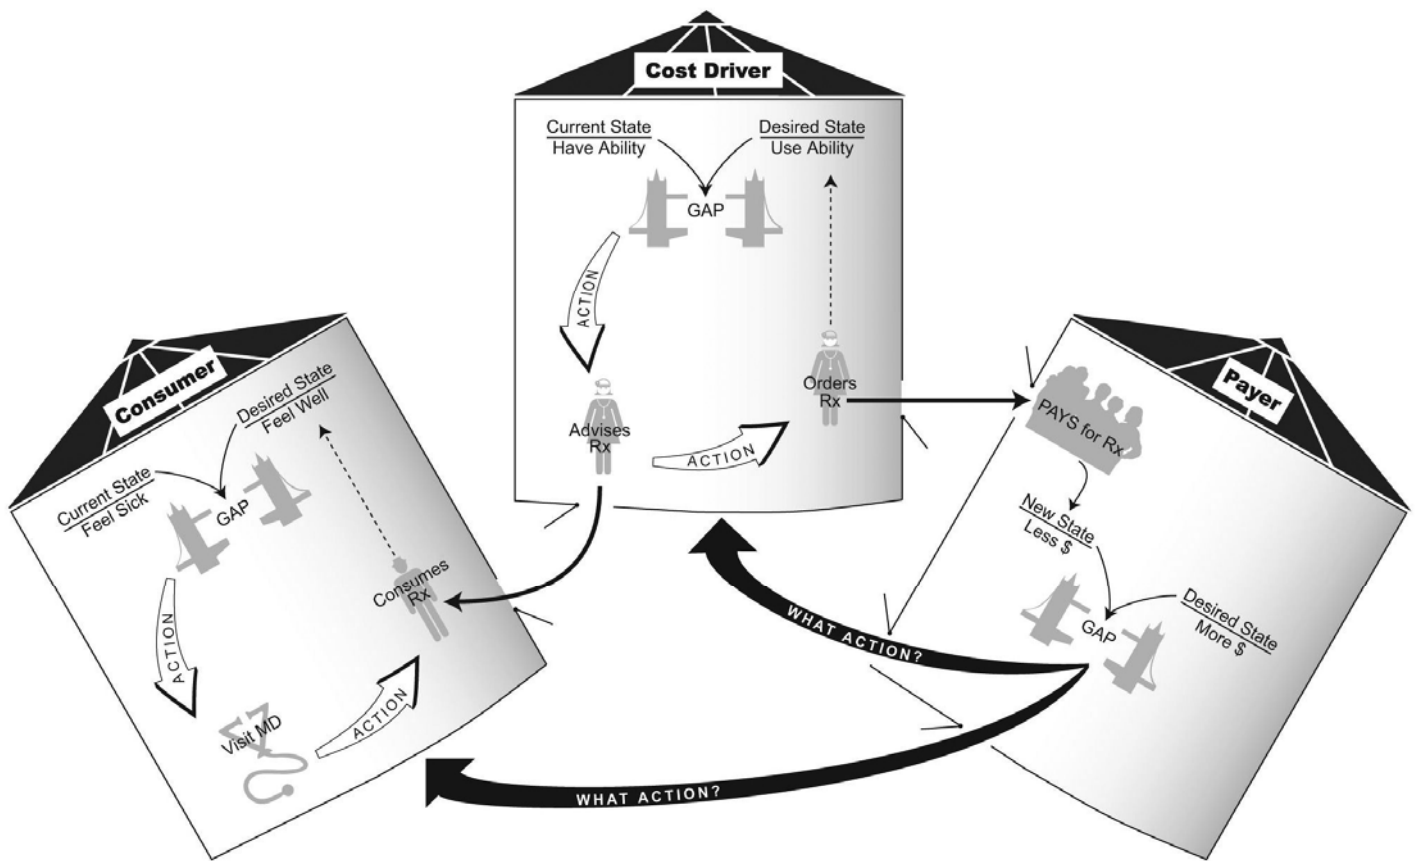 Cost Driver
Current State
Have Ability
Desired State
Use Ability
GAP
ACTION
Advises
Rx
ACTION
Orders
Rx
Consumer
Desired State
Feel Well
Current State
Feel Sick
GAP
ACTION
Visit MD
ACTION
Consumes
Rx
Payer
PAYS for Rx
New State
Less $
GAP
Desired State
More $
WHAT ACTION?
WHAT ACTION?